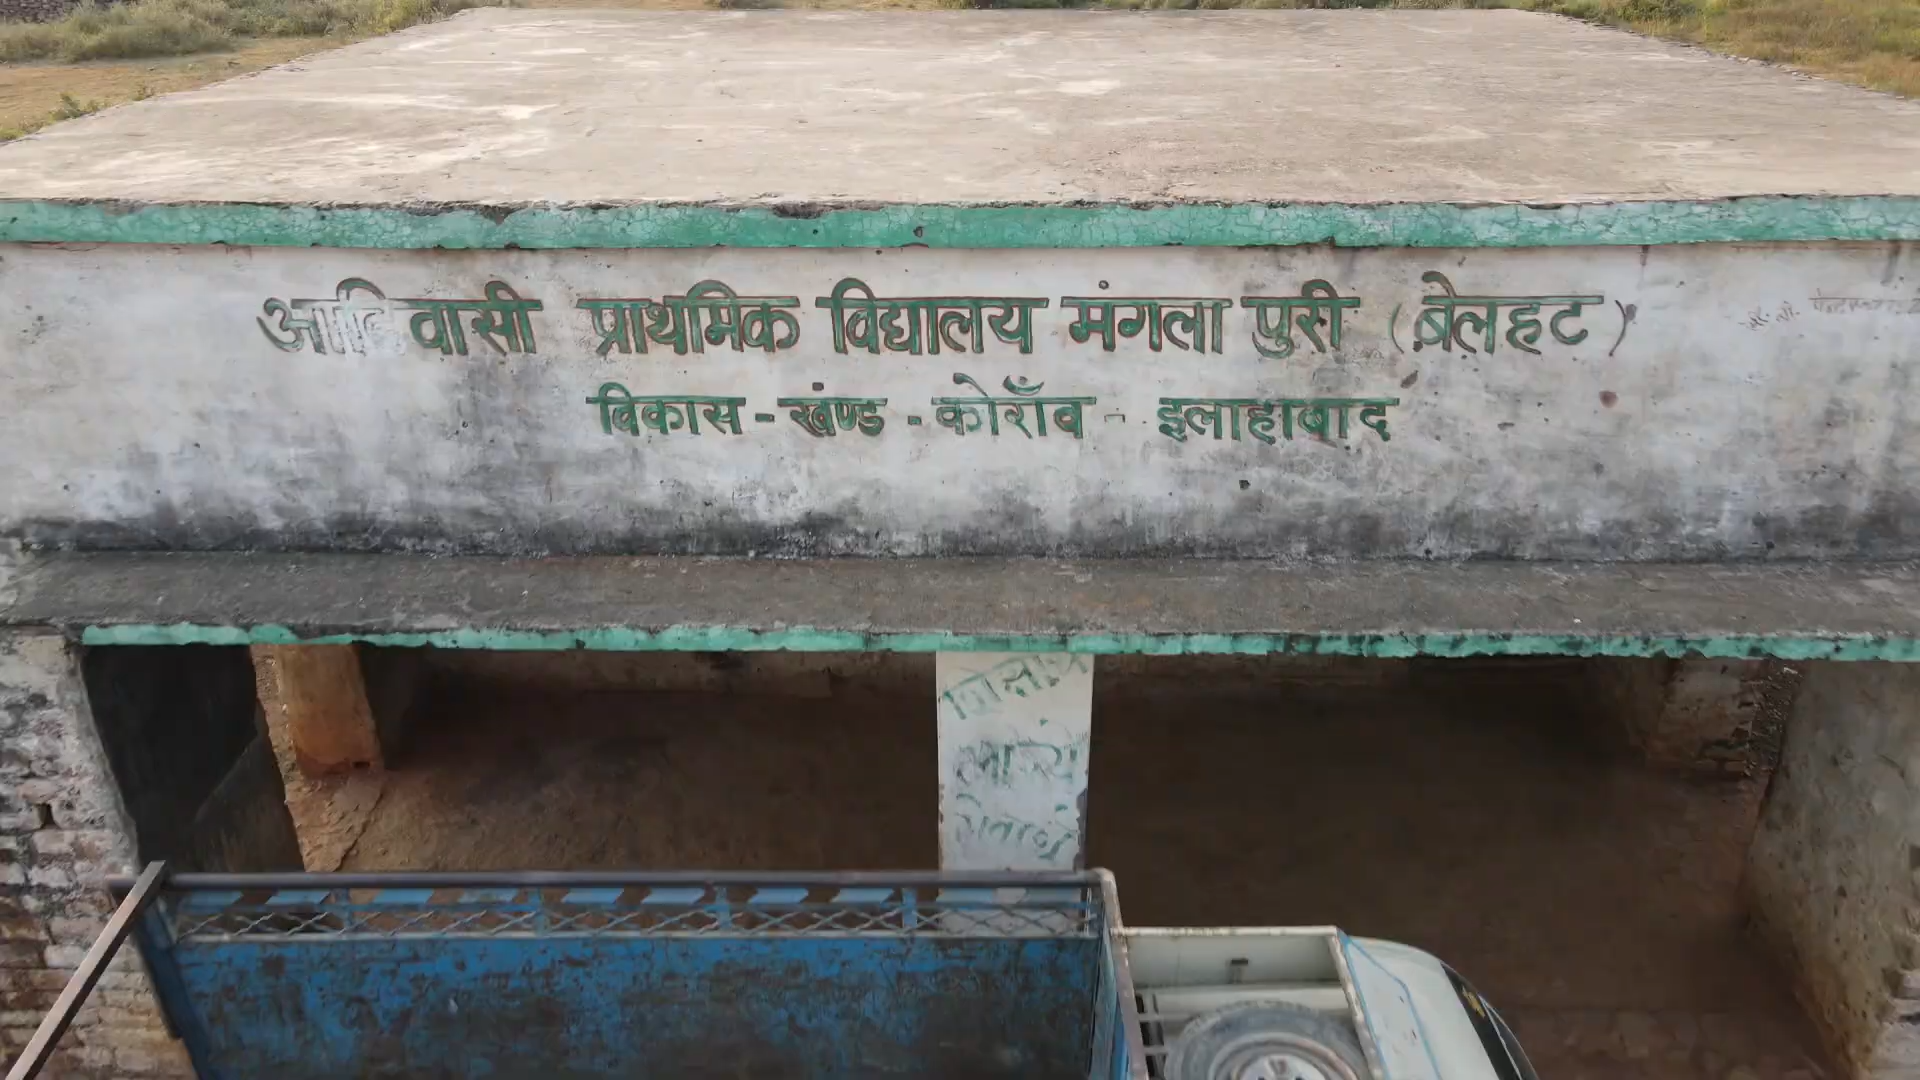 आदिवासी प्राथमिक विद्यालय मंगला पुरी (बेलहट)
विकास - खण्ड - कोराँव - इलाहाबाद